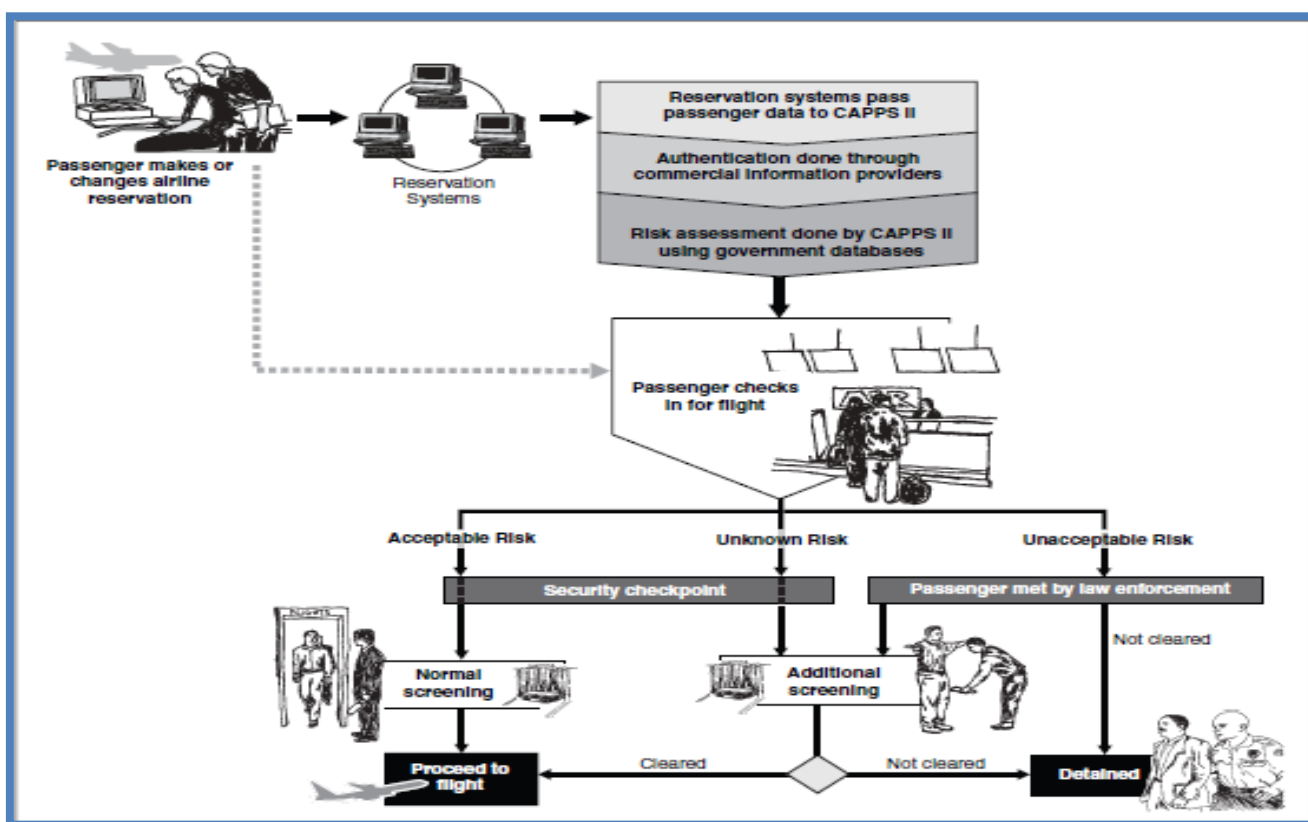 Passenger makes or
changes airline
reservation
Reservation
Systems
Reservation systems pass
passenger data to CAPPS II
Authentication done through
commercial information providers
Risk assessment done by CAPPS II
using government databases
Passenger checks
in for flight
AIR
Acceptable Risk
Unknown Risk
Unacceptable Risk
Security checkpoint
Passenger met by law enforcement
Not cleared
FLIGHTS
Normal
screening
Additional
screening
Cleared
Not cleared
Proceed to
flight
Detained